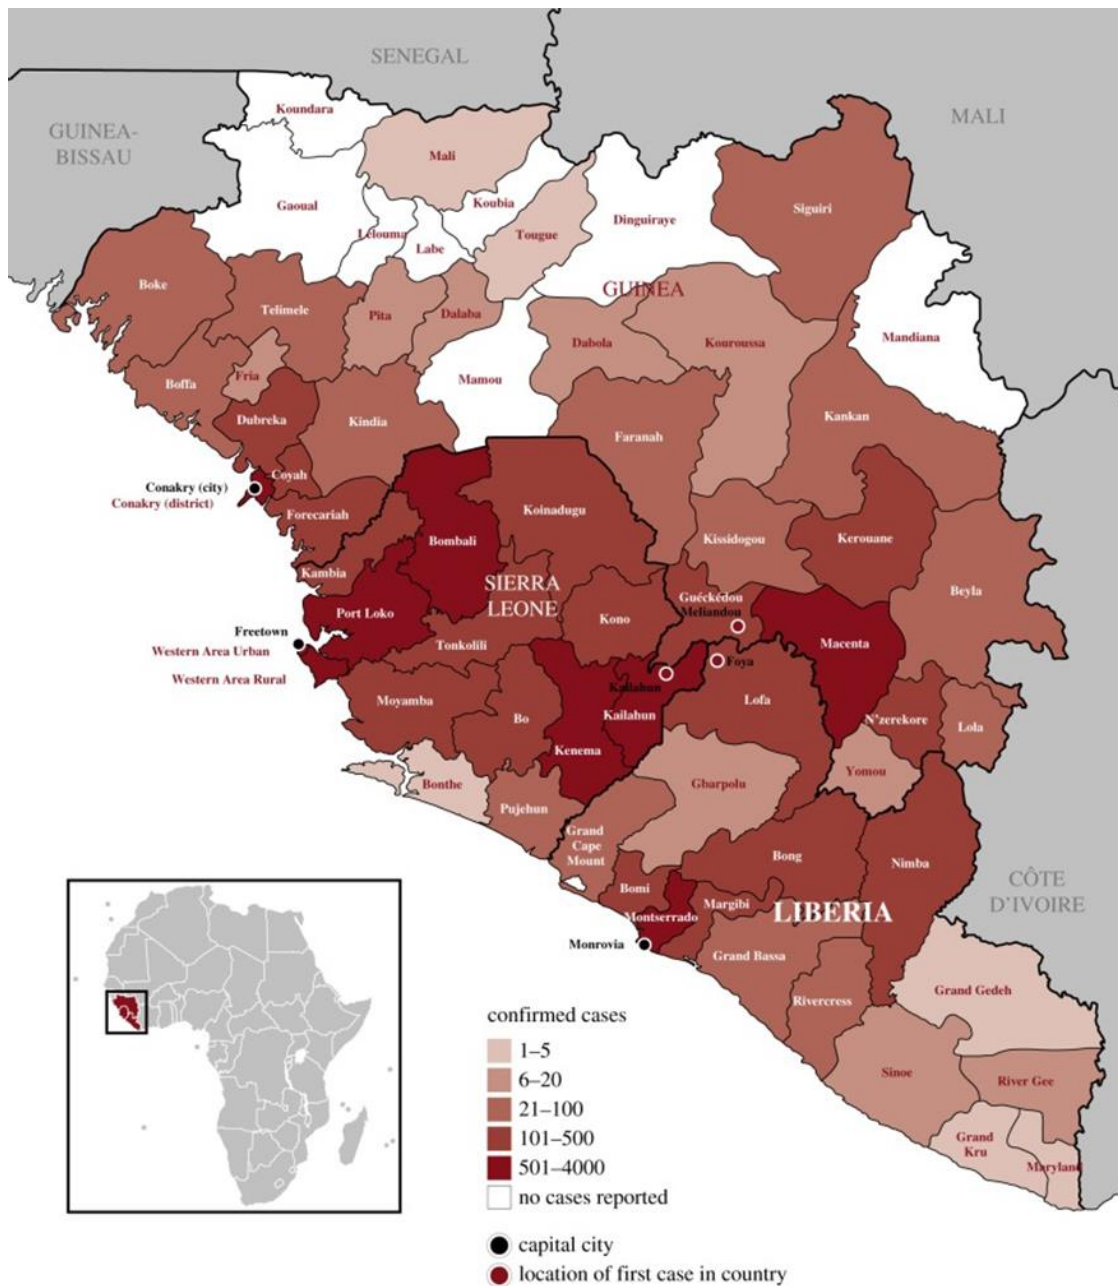 SENEGAL
GUINEA-
BISSAU
MALI
Koundara
Mali
Gaoual
Koubia
Dinguiraye
Siguiri
Lelouma
Labe
Tougue
Boke
GUINEA
Telimele
Pita
Dalaba
Dabola
Kouroussa
Mandiana
Fria
Mamou
Boffa
Dubreka
Kindia
Faranah
Kankan
Coyah
Conakry (city)
Conakry (district)
Forecariah
Koinadugu
Bombali
Kissidogou
Kerouane
Kambia
SIERRA
LEONE
Beyla
Guéckédou
Meliandou
Port Loko
Kono
Macenta
Freetown
Western Area Urban
Tonkolili
Foya
Western Area Rural
Kailahun
Moyamba
Bo
Kailahun
Lofa
N'zerekore
Lola
Kenema
Yomou
Bonthe
Gbarpolu
Pujehun
Grand
Cape
Mount
Bong
Nimba
CÔTE
D'IVOIRE
Bomi
Margibi
LIBERIA
Montserrado
Monrovia
Grand Bassa
Rivercress
Grand Gedeh
Sinoe
River Gee
Grand
Kru
Maryland
confirmed cases
1–5
6–20
21–100
101–500
501–4000
no cases reported
capital city
location of first case in country